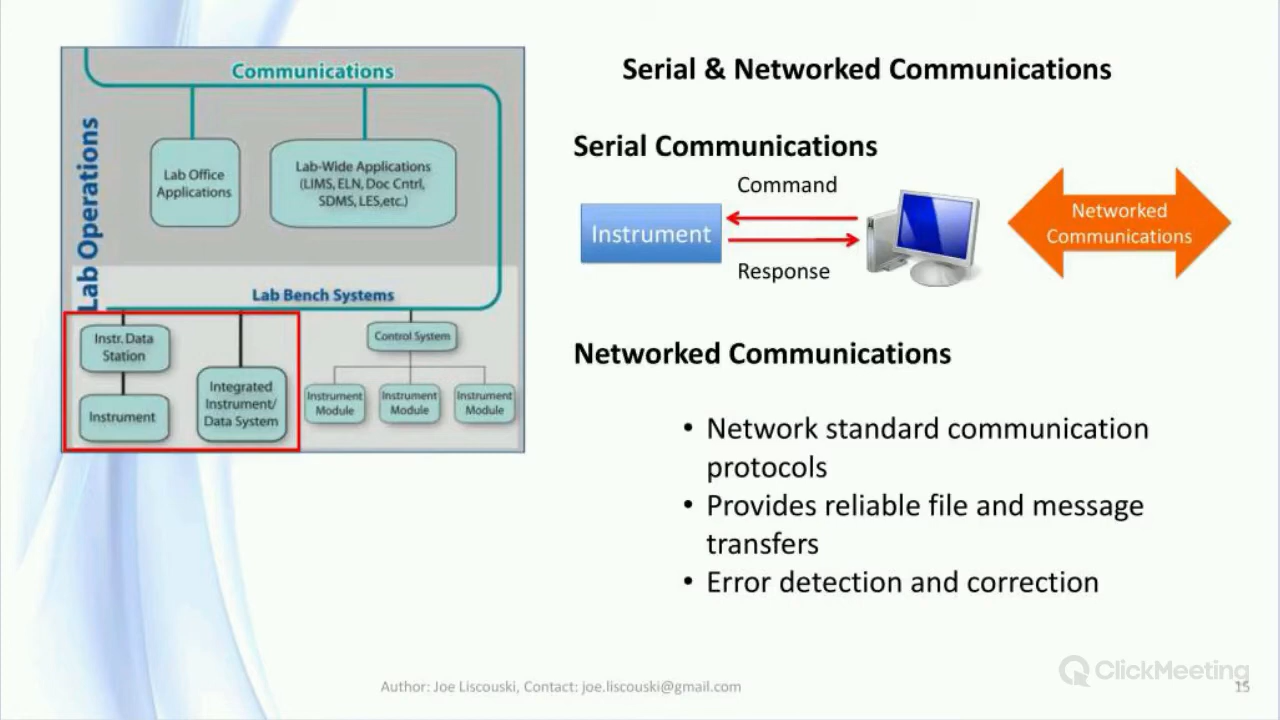 Communications
Lab Operations
Lab Office
Applications
Lab-Wide Applications
(LIMS, ELN, Doc Cntrl,
SDMS, LES,etc.)
Lab Bench Systems
Instr. Data
Station
Instrument
Integrated
Instrument/
Data System
Control System
Instrument
Module
Instrument
Module
Instrument
Module
Serial & Networked Communications
Serial Communications
Command
Instrument
Response
Networked
Communications
Networked Communications
• Network standard communication
protocols
• Provides reliable file and message
transfers
• Error detection and correction
Author: Joe Liscouski, Contact: joe.liscouski@gmail.com
ClickMeeting
15